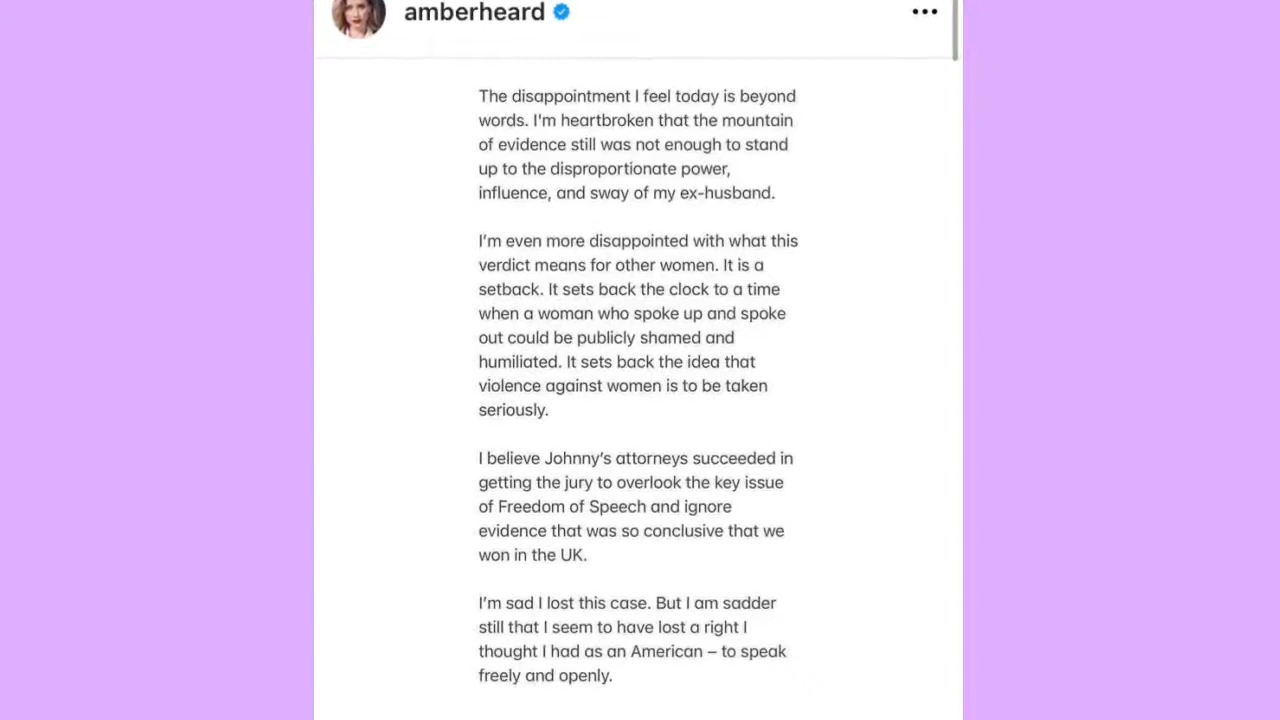 amberheard
The disappointment I feel today is beyond
words. I'm heartbroken that the mountain
of evidence still was not enough to stand
up to the disproportionate power,
influence, and sway of my ex-husband.
I'm even more disappointed with what this
verdict means for other women. It is a
setback. It sets back the clock to a time
when a woman who spoke up and spoke
out could be publicly shamed and
humiliated. It sets back the idea that
violence against women is to be taken
seriously.
I believe Johnny’s attorneys succeeded in
getting the jury to overlook the key issue
of Freedom of Speech and ignore
evidence that was so conclusive that we
won in the UK.
I’m sad I lost this case. But I am sadder
still that I seem to have lost a right I
thought I had as an American – to speak
freely and openly.